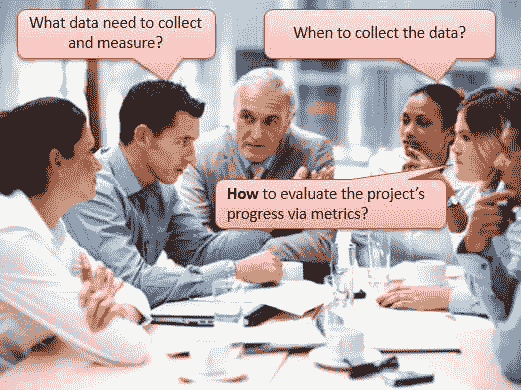 What data need to collect
and measure?
When to collect the data?
How to evaluate the project's
progress via metrics?